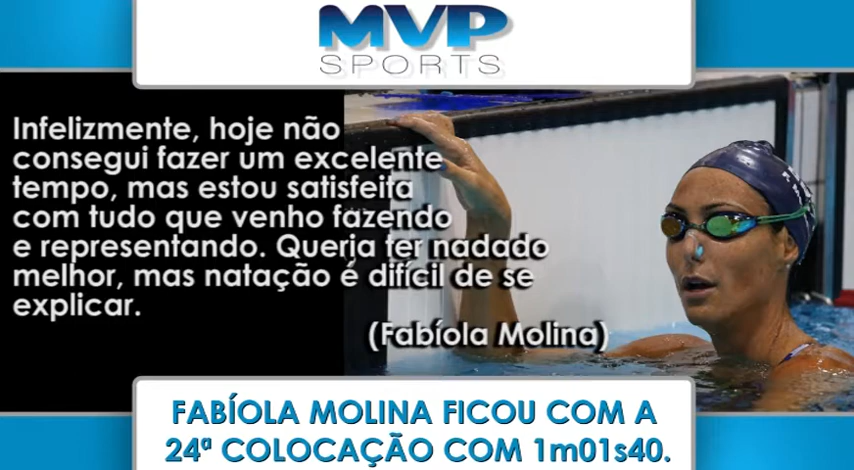 MVP
SPORTS
Infelizmente, hoje não
consegui fazer um excelente
tempo, mas estou satisfeita
com tudo que venho fazendo
e representando. Queria ter nadado
melhor, mas natação é difícil de se
explicar.
(Fabíola Molina)
FABÍOLA MOLINA FICOU COM A
24ª COLOCAÇÃO COM 1m01s40.